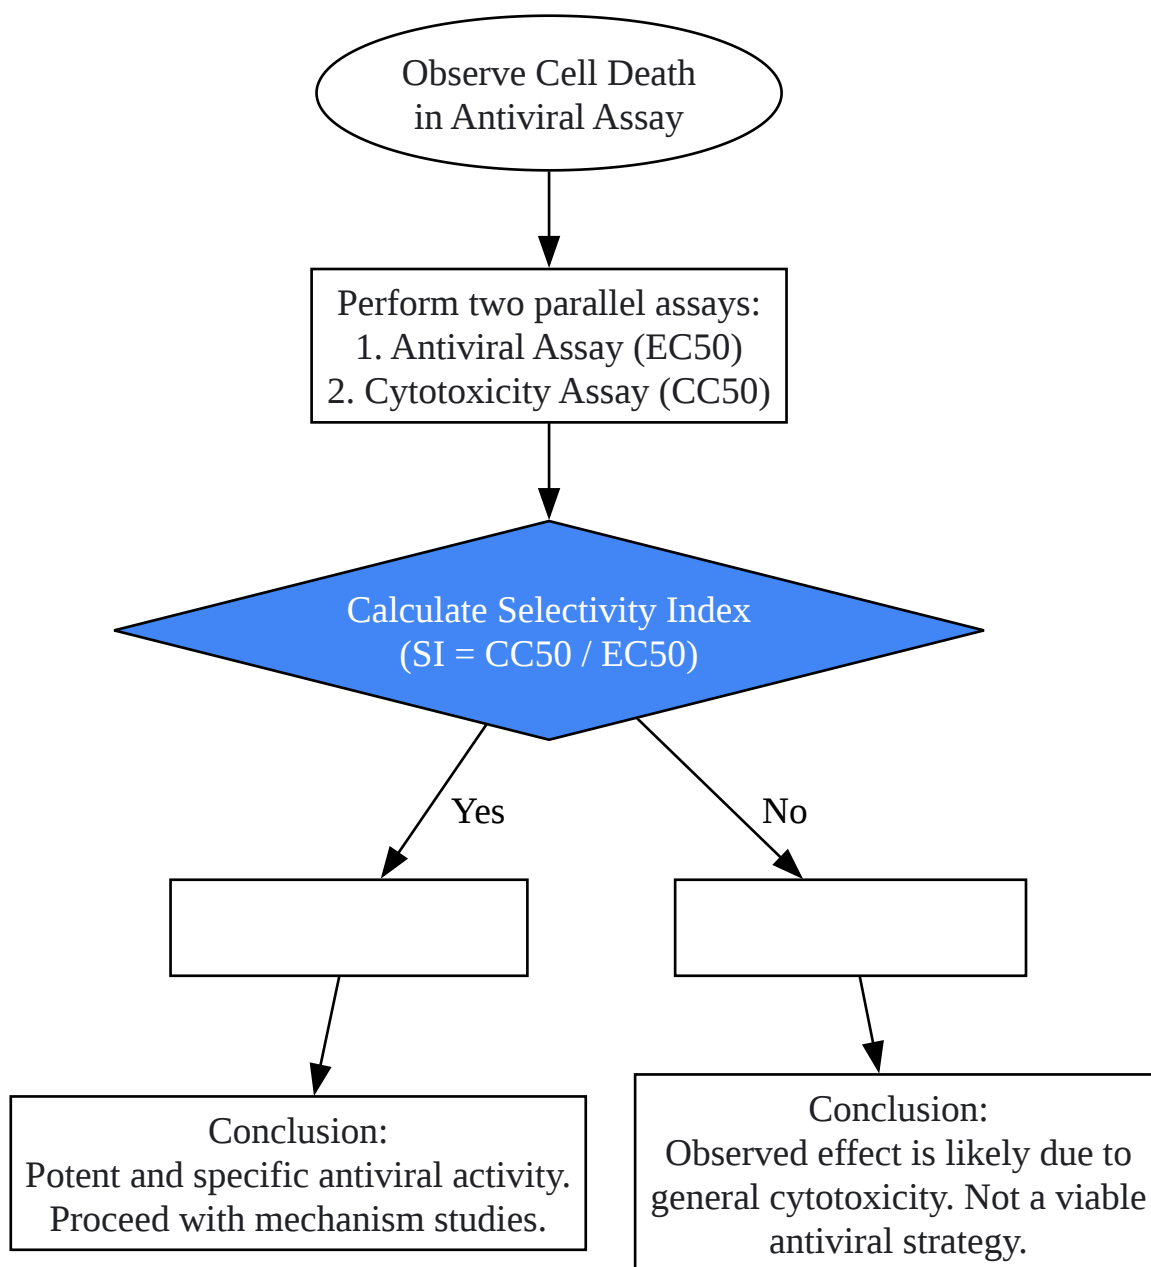 Observe Cell Death
in Antiviral Assay
Perform two parallel assays:
1. Antiviral Assay (EC50)
2. Cytotoxicity Assay (CC50)
Calculate Selectivity Index
(SI = CC50 / EC50)
Yes
No
Conclusion:
Potent and specific antiviral activity.
Proceed with mechanism studies.
Conclusion:
Observed effect is likely due to
general cytotoxicity. Not a viable
antiviral strategy.